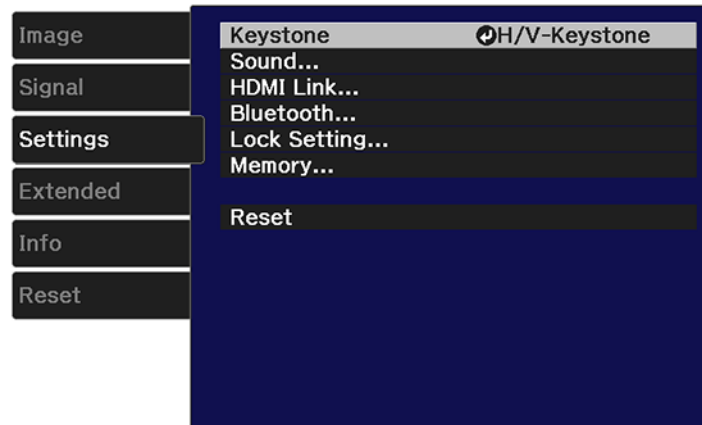 Image
Signal
Settings
Extended
Info
Reset
Keystone H/V-Keystone
Sound...
HDMI Link...
Bluetooth...
Lock Setting...
Memory...
Reset